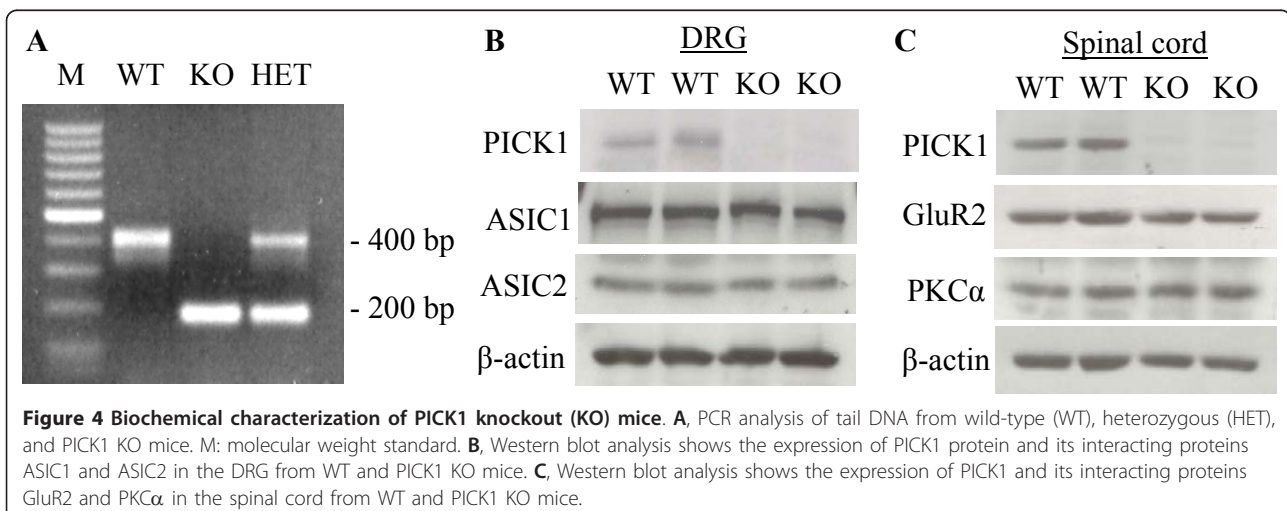 A
M WT KO HET
- 400 bp
- 200 bp
B
DRG
WT WT KO KO
PICK1
ASIC1
ASIC2
β-actin
C
Spinal cord
WT WT KO KO
PICK1
GluR2
PKCα
β-actin
Figure 4 Biochemical characterization of PICK1 knockout (KO) mice. A, PCR analysis of tail DNA from wild-type (WT), heterozygous (HET),
and PICK1 KO mice. M: molecular weight standard. B, Western blot analysis shows the expression of PICK1 protein and its interacting proteins
ASIC1 and ASIC2 in the DRG from WT and PICK1 KO mice. C, Western blot analysis shows the expression of PICK1 and its interacting proteins
GluR2 and PKCα in the spinal cord from WT and PICK1 KO mice.